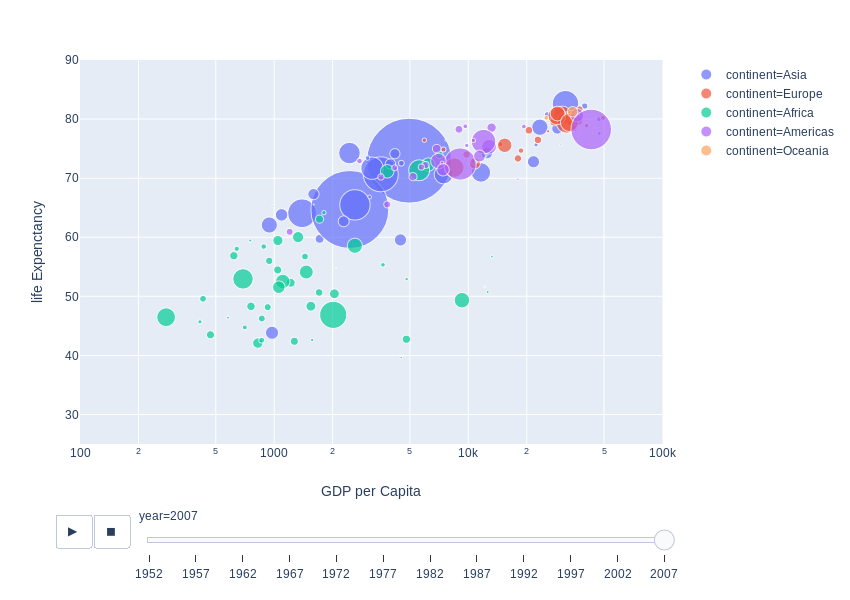 90
80
70
60
50
40
30
life Expenctancy
100 2 5 1000 2 5 10k 2 5 100k
GDP per Capita
continent=Asia
continent=Europe
continent=Africa
continent=Americas
continent=Oceania
year=2007
1952 1957 1962 1967 1972 1977 1982 1987 1992 1997 2002 2007